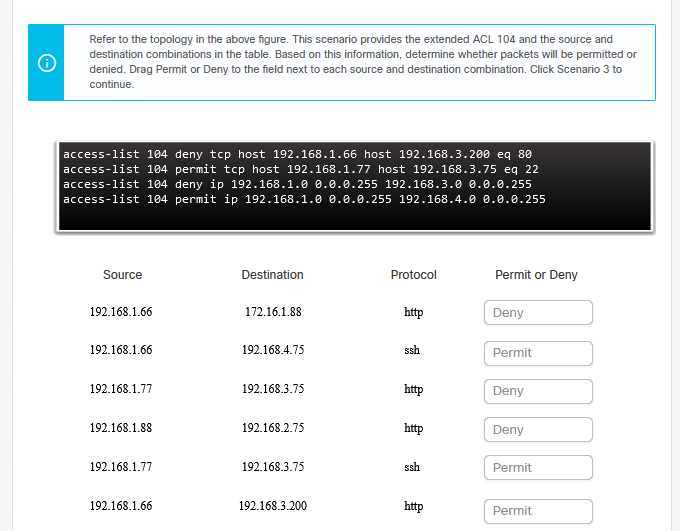 Refer to the topology in the above figure. This scenario provides the extended ACL 104 and the source and
destination combinations in the table. Based on this information, determine whether packets will be permitted or
denied. Drag Permit or Deny to the field next to each source and destination combination. Click Scenario 3 to
continue.
access-list 104 deny tcp host 192.168.1.66 host 192.168.3.200 eq 80
access-list 104 permit tcp host 192.168.1.77 host 192.168.3.75 eq 22
access-list 104 deny ip 192.168.1.0 0.0.0.255 192.168.3.0 0.0.0.255
access-list 104 permit ip 192.168.1.0 0.0.0.255 192.168.4.0 0.0.0.255
Source Destination Protocol Permit or Deny
192.168.1.66 172.16.1.88 http Deny
192.168.1.66 192.168.4.75 ssh Permit
192.168.1.77 192.168.3.75 http Deny
192.168.1.88 192.168.2.75 http Deny
192.168.1.77 192.168.3.75 ssh Permit
192.168.1.66 192.168.3.200 http Permit